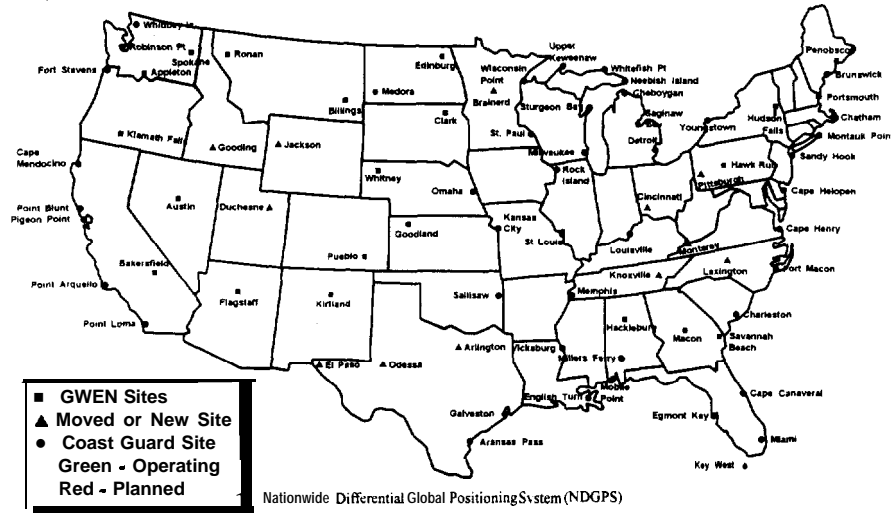 Whidbey Is
Robinson Pt
Spokane
Ronan
Fort Stevens
Appleton
Edinburg
Medora
Billings
Clark
Wisconsin
Point
Brainerd
Upper
Keweenaw
Whitefish Pt
Neebish Island
Cheboygan
Sturgeon Bay
Saginaw
Bay
St. Paul
Milwaukee
Detroit
Penobsco
Brunswick
Portsmouth
Chatham
Montauk Poin
Hudson
Falls
Youngstown
Sandy Hook
Hawk Run
Pittsburgh
Cape Helopen
Klamath Fall
Gooding
Jackson
Cape
Mendocino
Whitney
Omaha
Rock
Island
Cincinnati
Point Blunt
Pigeon Point
Austin
Duchesne
Goodland
Kansas
City
St Louis
Louisville
Monterey
Cape Henry
Pueblo
Bakersfield
Point Arquello
Flagstaff
Kirtland
Sallisaw
Memphis
Knoxville
Lexington
Fort Macon
Point Loma
Hackleburg
Macon
Charleston
Savannah
Beach
Arlington
Vicksburg
Millers Ferry
El Paso
Odessa
English Turn
Mobile
Point
Cape Canaveral
Galveston
Egmont Key
Aransas Pass
Miami
Key West
GWEN Sites
Moved or New Site
Coast Guard Site
Green - Operating
Red - Planned
Nationwide Differential Global Positioning System (NDGPS)